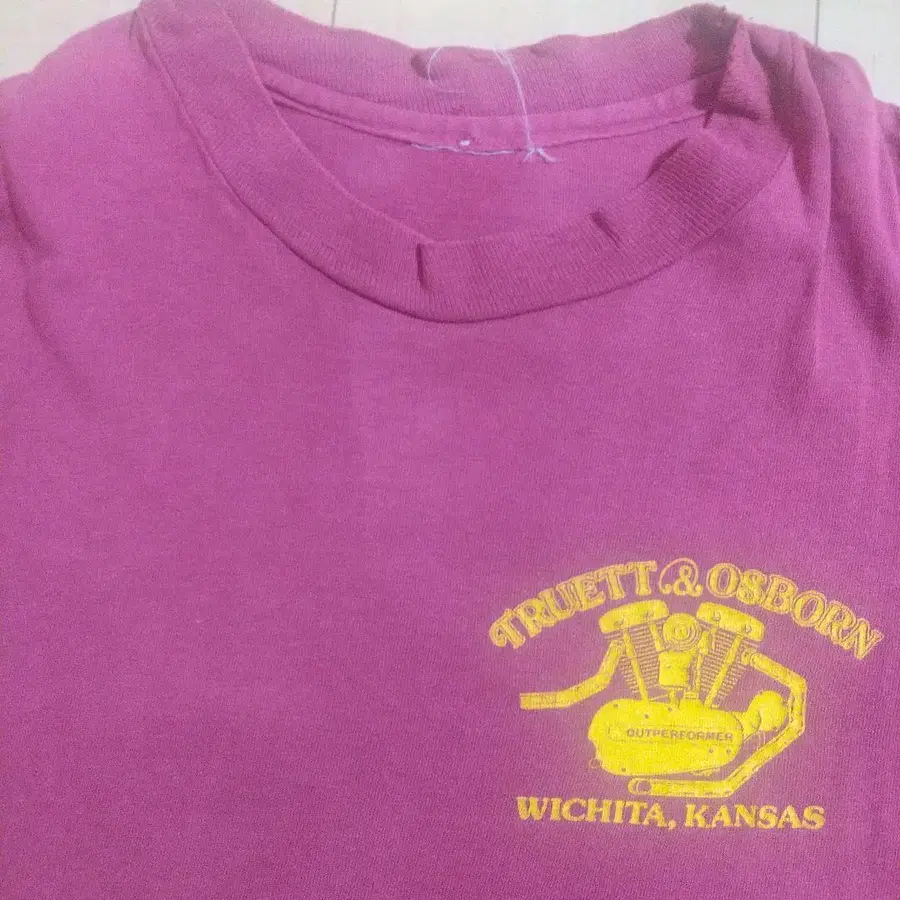 TRUETT & OSBORN
OUTPERFORMER
WICHITA, KANSAS